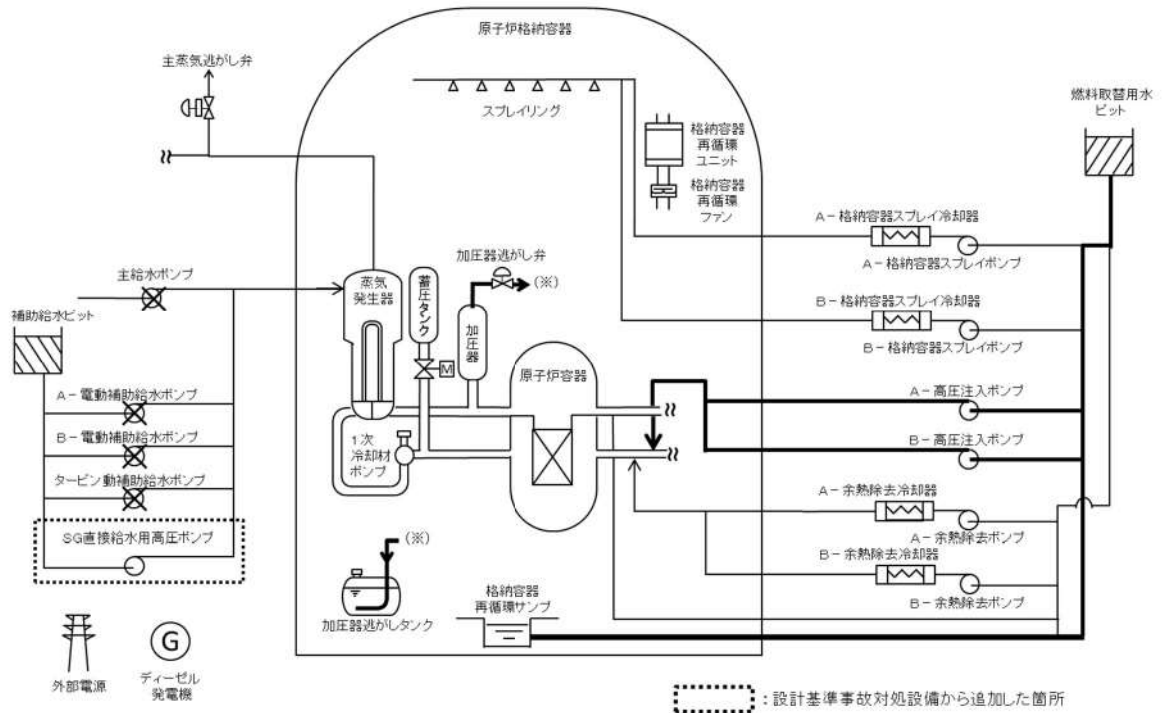 原子炉格納容器
主蒸気逃がし弁
スプレイリング
格納容器
再循環
ユニット
格納容器
再循環
ファン
燃料取替用水
ピット
A-格納容器スプレイ冷却器
A-格納容器スプレイポンプ
B-格納容器スプレイ冷却器
B-格納容器スプレイポンプ
主給水ポンプ
補助給水ピット
蒸気
発生器
蓄圧タンク
M
加圧器逃がし弁
(※)
加圧器
原子炉容器
A-高圧注入ポンプ
B-高圧注入ポンプ
A-電動補助給水ポンプ
B-電動補助給水ポンプ
タービン動補助給水ポンプ
SG直接給水用高圧ポンプ
1次
冷却材
ポンプ
A-余熱除去冷却器
A-余熱除去ポンプ
B-余熱除去冷却器
B-余熱除去ポンプ
(※)
加圧器逃がしタンク
格納容器
再循環サンプ
外部電源
G
ディーゼル
発電機
:設計基準事故対処設備から追加した箇所